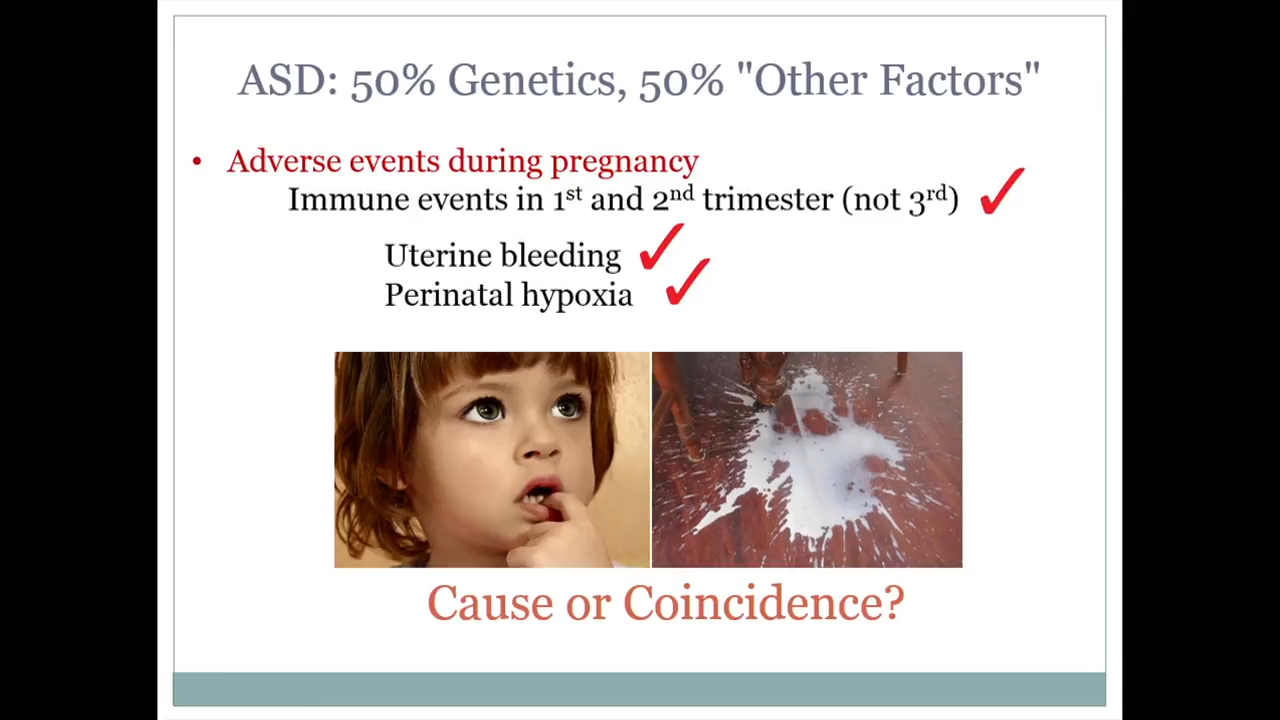 ASD: 50% Genetics, 50% "Other Factors"
• Adverse events during pregnancy
Immune events in 1st and 2nd trimester (not 3rd)
Uterine bleeding
Perinatal hypoxia
Cause or Coincidence?